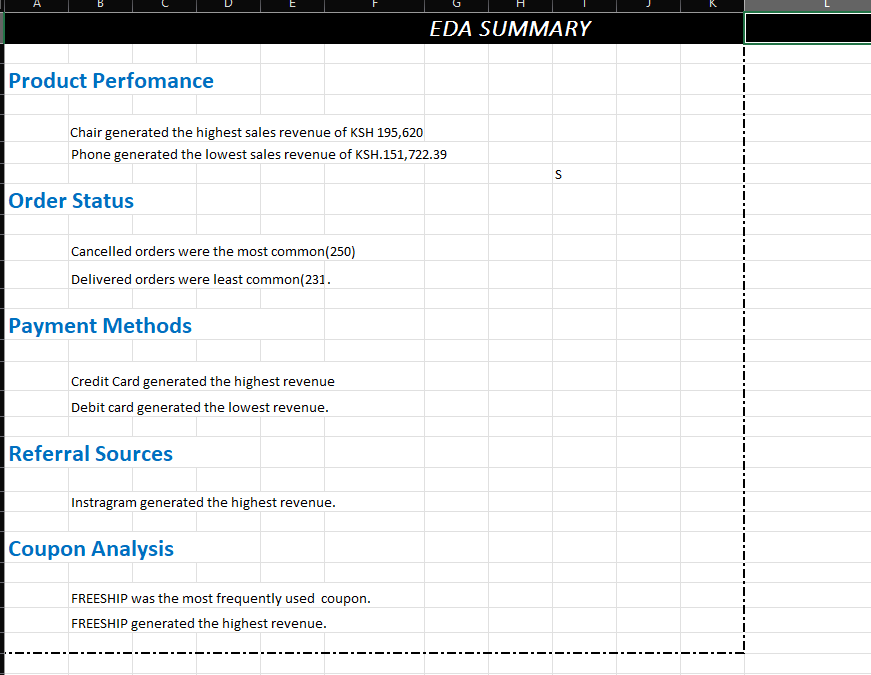 A B C D E F G H I J K L
EDA SUMMARY
Product Perfomance
Chair generated the highest sales revenue of KSH 195,620
Phone generated the lowest sales revenue of KSH.151,722.39
S
Order Status
Cancelled orders were the most common(250)
Delivered orders were least common(231.
Payment Methods
Credit Card generated the highest revenue
Debit card generated the lowest revenue.
Referral Sources
Instragram generated the highest revenue.
Coupon Analysis
FREESHIP was the most frequently used  coupon.
FREESHIP generated the highest revenue.